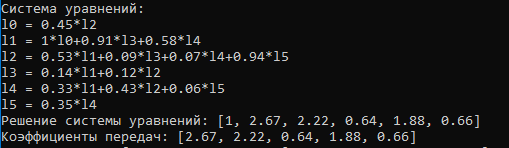 Система уравнений:
l0 = 0.45*l2
l1 = 1*l0+0.91*l3+0.58*l4
l2 = 0.53*l1+0.09*l3+0.07*l4+0.94*l5
l3 = 0.14*l1+0.12*l2
l4 = 0.33*l1+0.43*l2+0.06*l5
l5 = 0.35*l4
Решение системы уравнений: [1, 2.67, 2.22, 0.64, 1.88, 0.66]
Коэффициенты передач: [2.67, 2.22, 0.64, 1.88, 0.66]